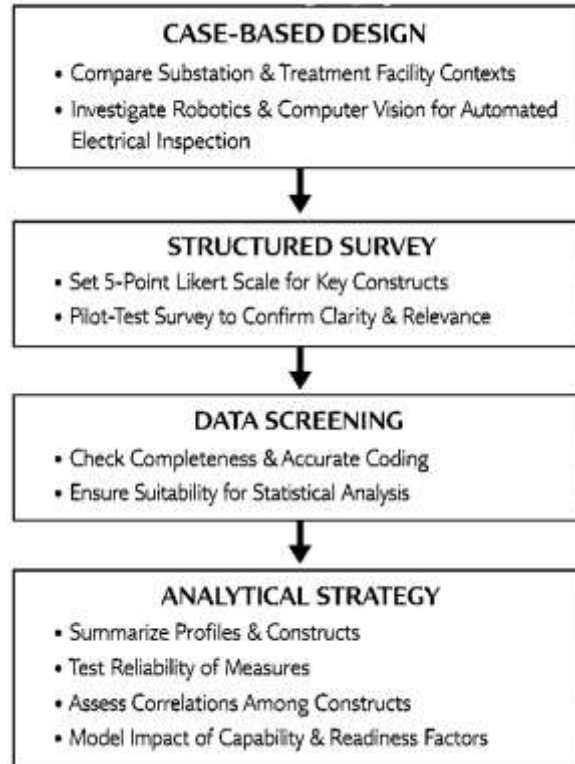 CASE-BASED DESIGN
• Compare Substation & Treatment Facility Contexts
• Investigate Robotics & Computer Vision for Automated
Electrical Inspection
STRUCTURED SURVEY
• Set 5-Point Likert Scale for Key Constructs
• Pilot-Test Survey to Confirm Clarity & Relevance
DATA SCREENING
• Check Completeness & Accurate Coding
• Ensure Suitability for Statistical Analysis
ANALYTICAL STRATEGY
• Summarize Profiles & Constructs
• Test Reliability of Measures
• Assess Correlations Among Constructs
• Model Impact of Capability & Readiness Factors